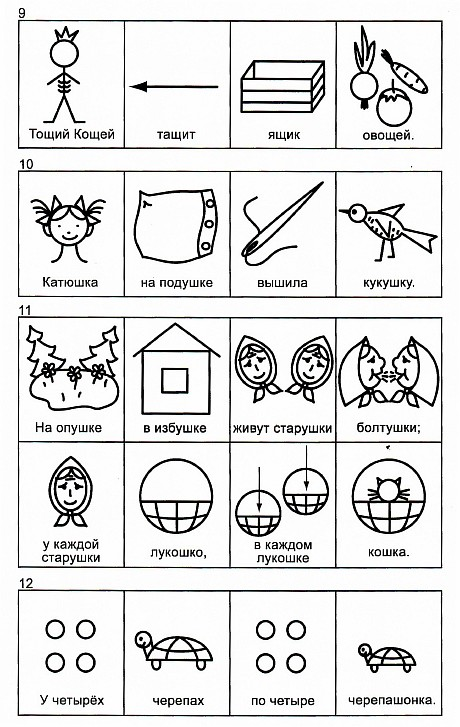 9
Тощий Кощей тащит ящик овощей.
10
Катюшка на подушке вышила кукушку.
11
На опушке в избушке живут старушки болтушки;
у каждой старушки лукошко, в каждом лукошке кошка.
12
У четырёх черепах по четыре черепашонка.